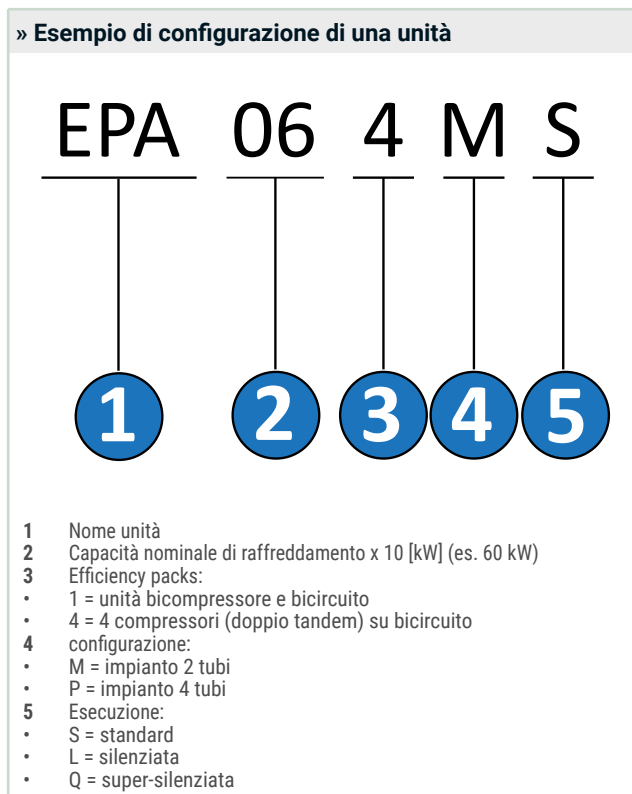 » Esempio di configurazione di una unità
EPA 06 4 M S
1 2 3 4 5
1 Nome unità
2 Capacità nominale di raffreddamento x 10 [kW] (es. 60 kW)
3 Efficiency packs:
• 1 = unità bicompressore e bicircuito
• 4 = 4 compressori (doppio tandem) su bicircuito
4 configurazione:
• M = impianto 2 tubi
• P = impianto 4 tubi
5 Esecuzione:
• S = standard
• L = silenziata
• Q = super-silenziata